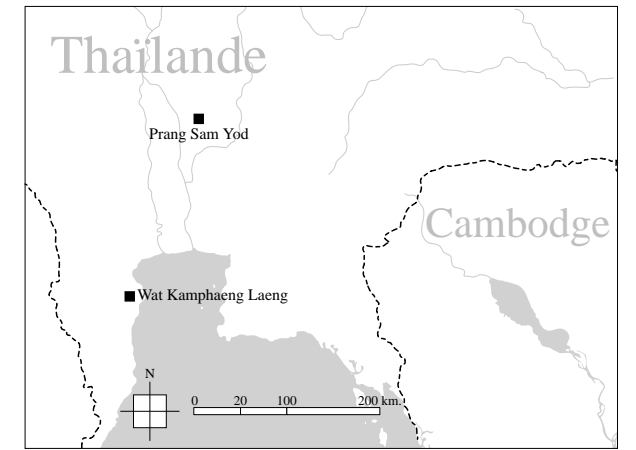 Thaïlande
Prang Sam Yod
Cambodge
Wat Kamphaeng Laeng
N
0 20 100 200 km.